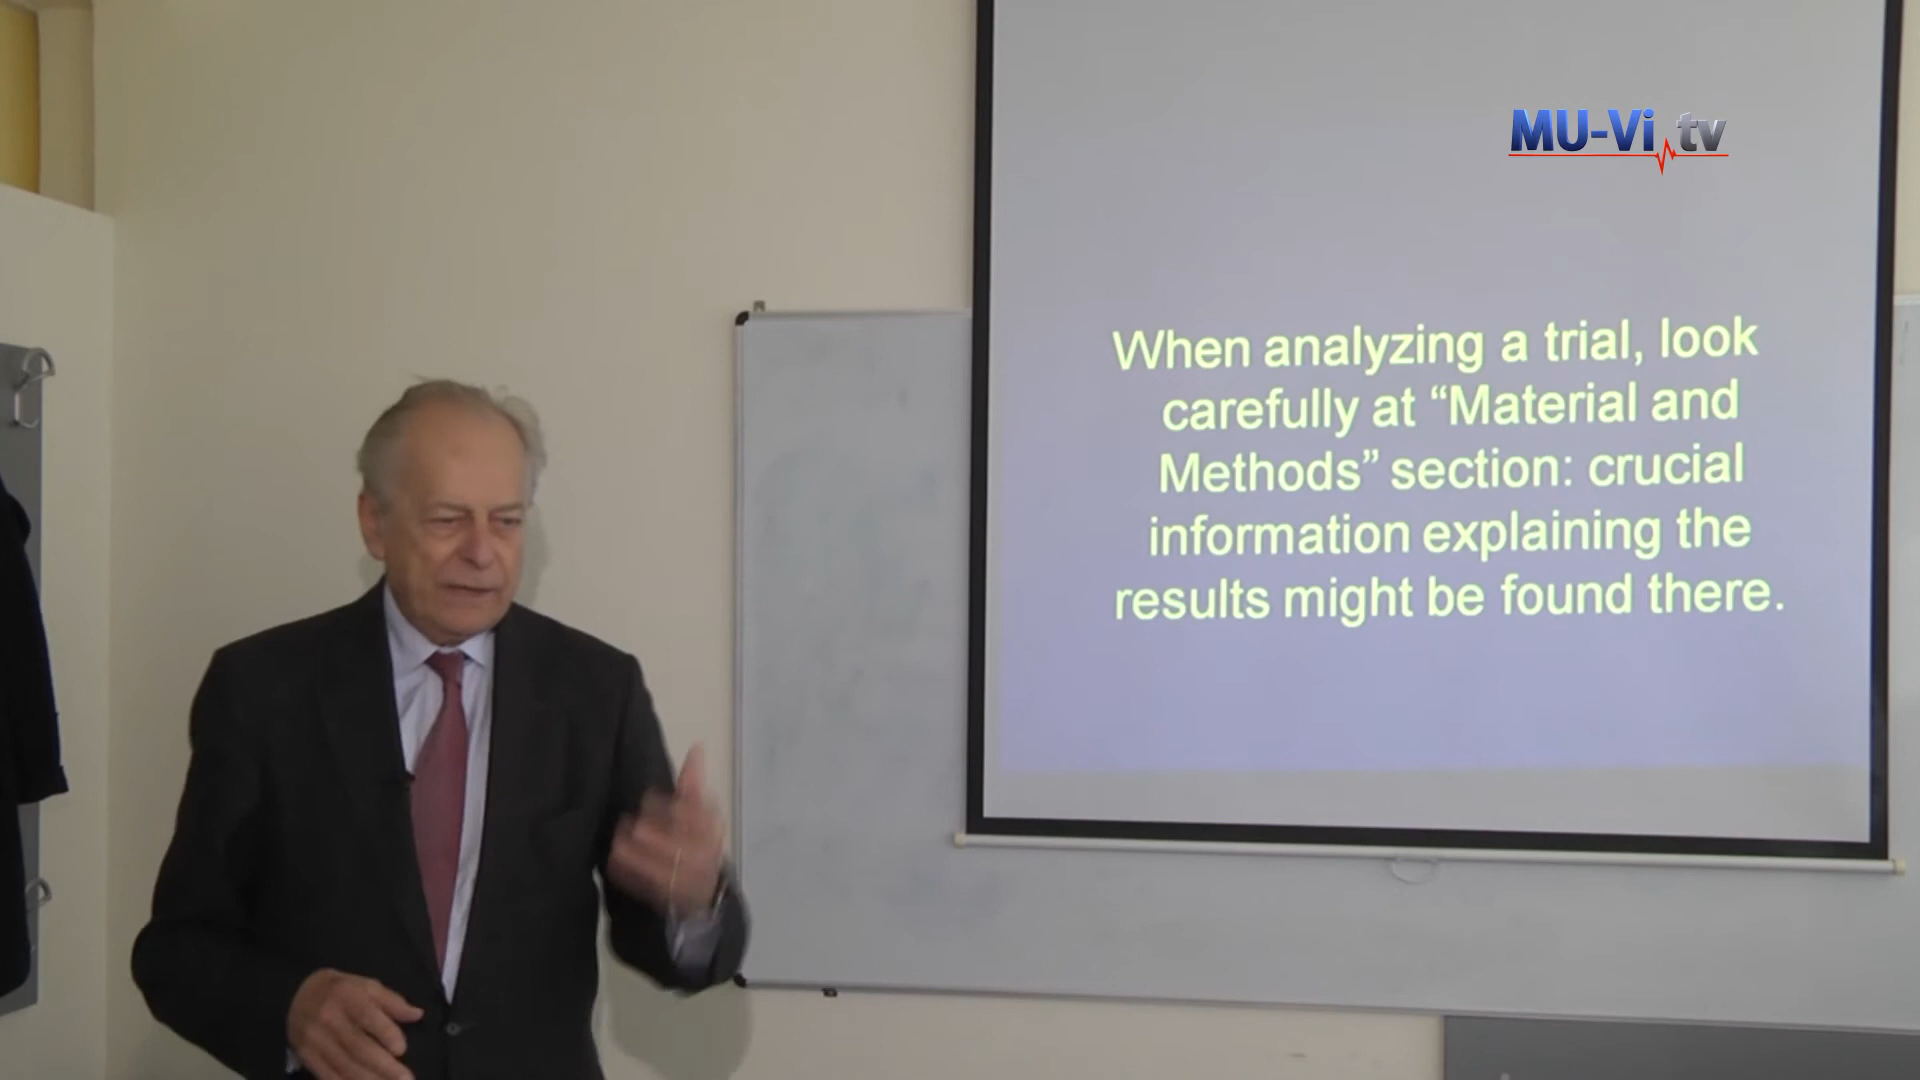 MU-Vi.tv
When analyzing a trial, look
carefully at “Material and
Methods” section: crucial
information explaining the
results might be found there.